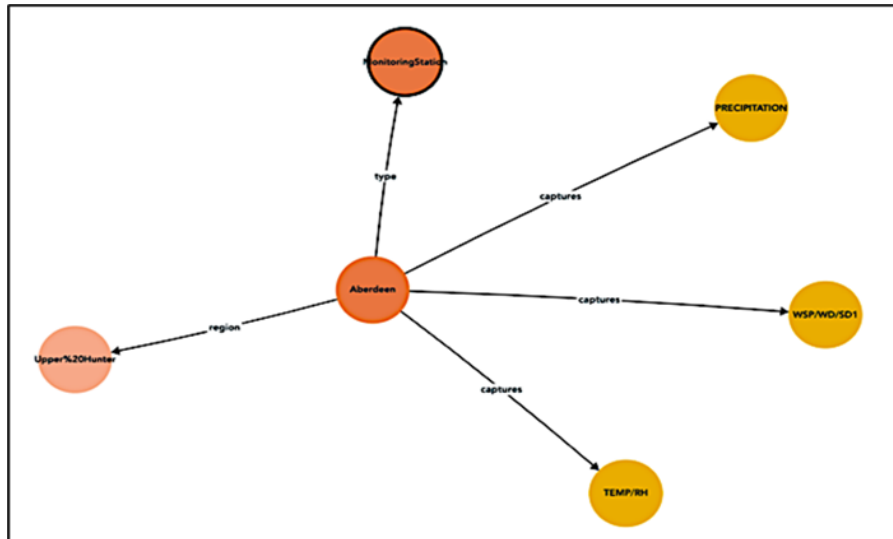 MonitoringStation
PRECIPITATION
type
captures
Aberdeen
captures
WSP/WD/SD1
region
Upper%20Hunter
captures
TEMP/RH